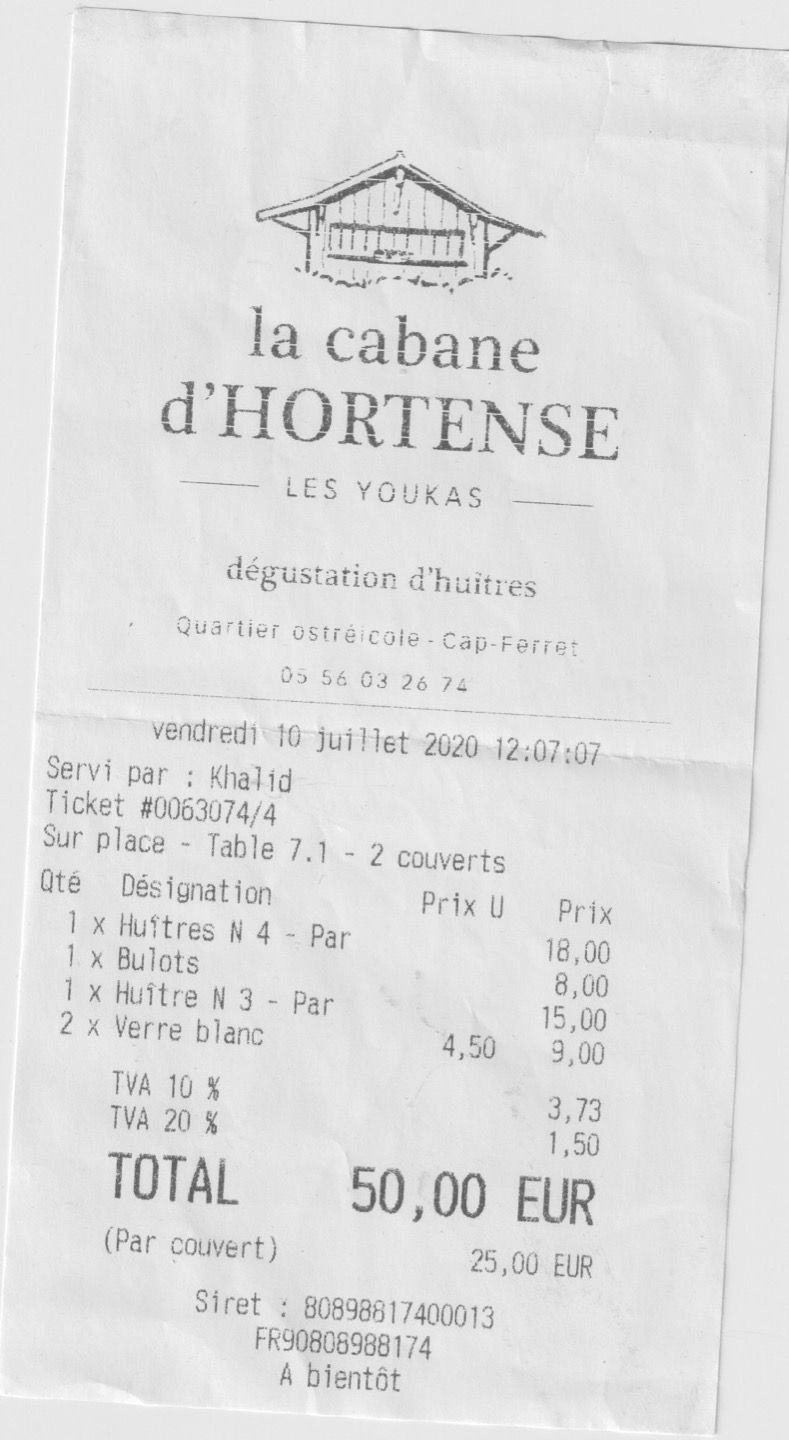 la cabane
d'HORTENSE
LES YOUKAS
dégustation d'huîtres
Quartier ostréicole - Cap-Ferret
05 56 03 26 74
vendredi 10 juillet 2020 12:07:07
Servi par : Khalid
Ticket #0063074/4
Sur place - Table 7.1 - 2 couverts
Qté Désignation Prix U Prix
1 x Huîtres N 4 - Par 18,00
1 x Bulots 8,00
1 x Huître N 3 - Par 15,00
2 x Verre blanc 4,50 9,00
TVA 10 % 3,73
TVA 20 % 1,50
TOTAL 50,00 EUR
(Par couvert) 25,00 EUR
Siret : 80898817400013
FR90808988174
A bientôt